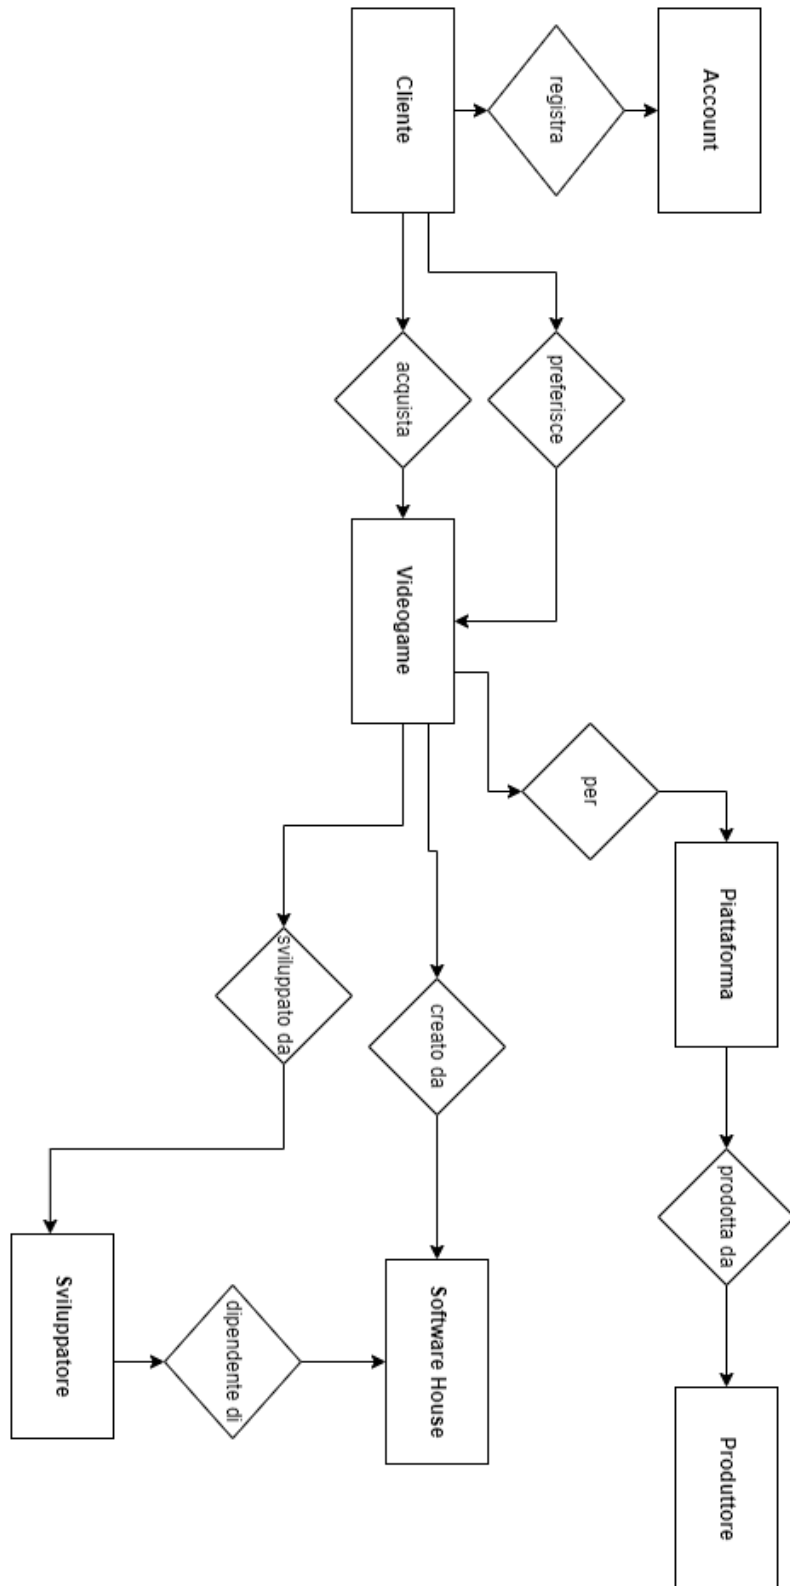 Account
registra
Cliente
preferisce
acquista
Videogame
per
Piattaforma
sviluppato da
creato da
prodotta da
Sviluppatore
dipendente di
Software House
Produttore